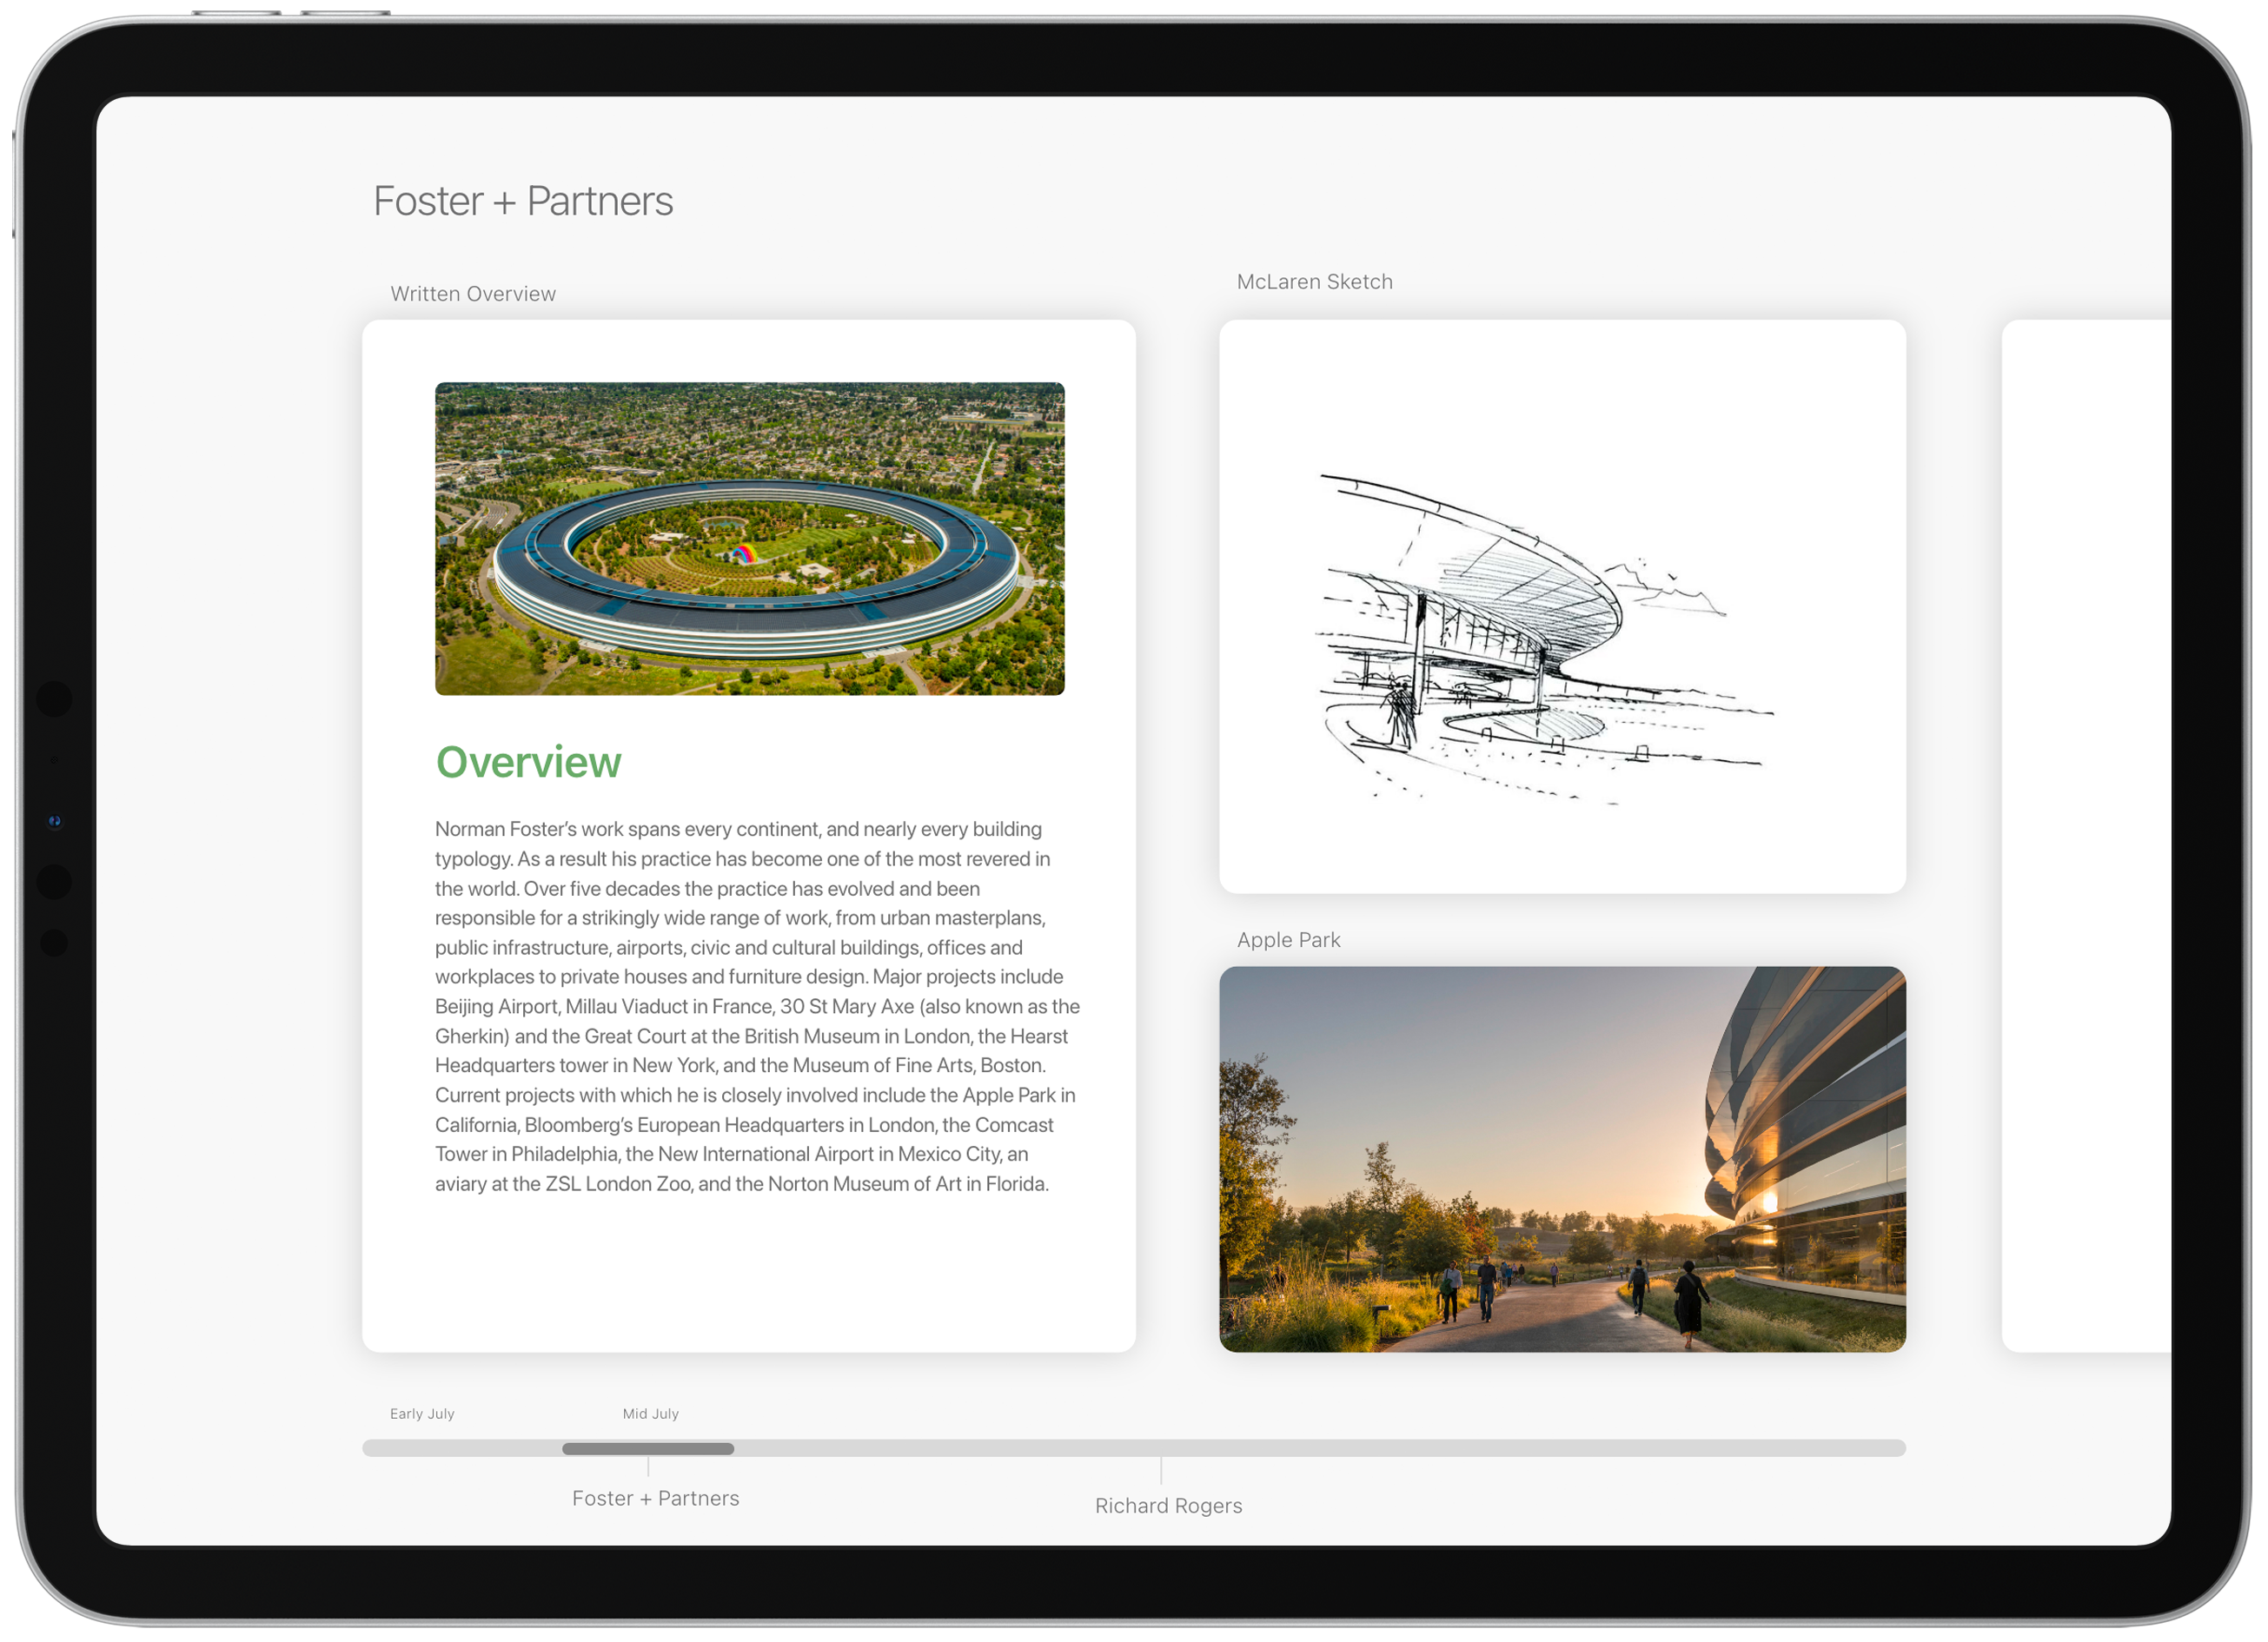 Foster + Partners
Written Overview
McLaren Sketch
Overview
Norman Foster’s work spans every continent, and nearly every building
typology. As a result his practice has become one of the most revered in
the world. Over five decades the practice has evolved and been
responsible for a strikingly wide range of work, from urban masterplans,
public infrastructure, airports, civic and cultural buildings, offices and
workplaces to private houses and furniture design. Major projects include
Beijing Airport, Millau Viaduct in France, 30 St Mary Axe (also known as the
Gherkin) and the Great Court at the British Museum in London, the Hearst
Headquarters tower in New York, and the Museum of Fine Arts, Boston.
Current projects with which he is closely involved include the Apple Park in
California, Bloomberg’s European Headquarters in London, the Comcast
Tower in Philadelphia, the New International Airport in Mexico City, an
aviary at the ZSL London Zoo, and the Norton Museum of Art in Florida.
Apple Park
Early July
Mid July
Foster + Partners
Richard Rogers